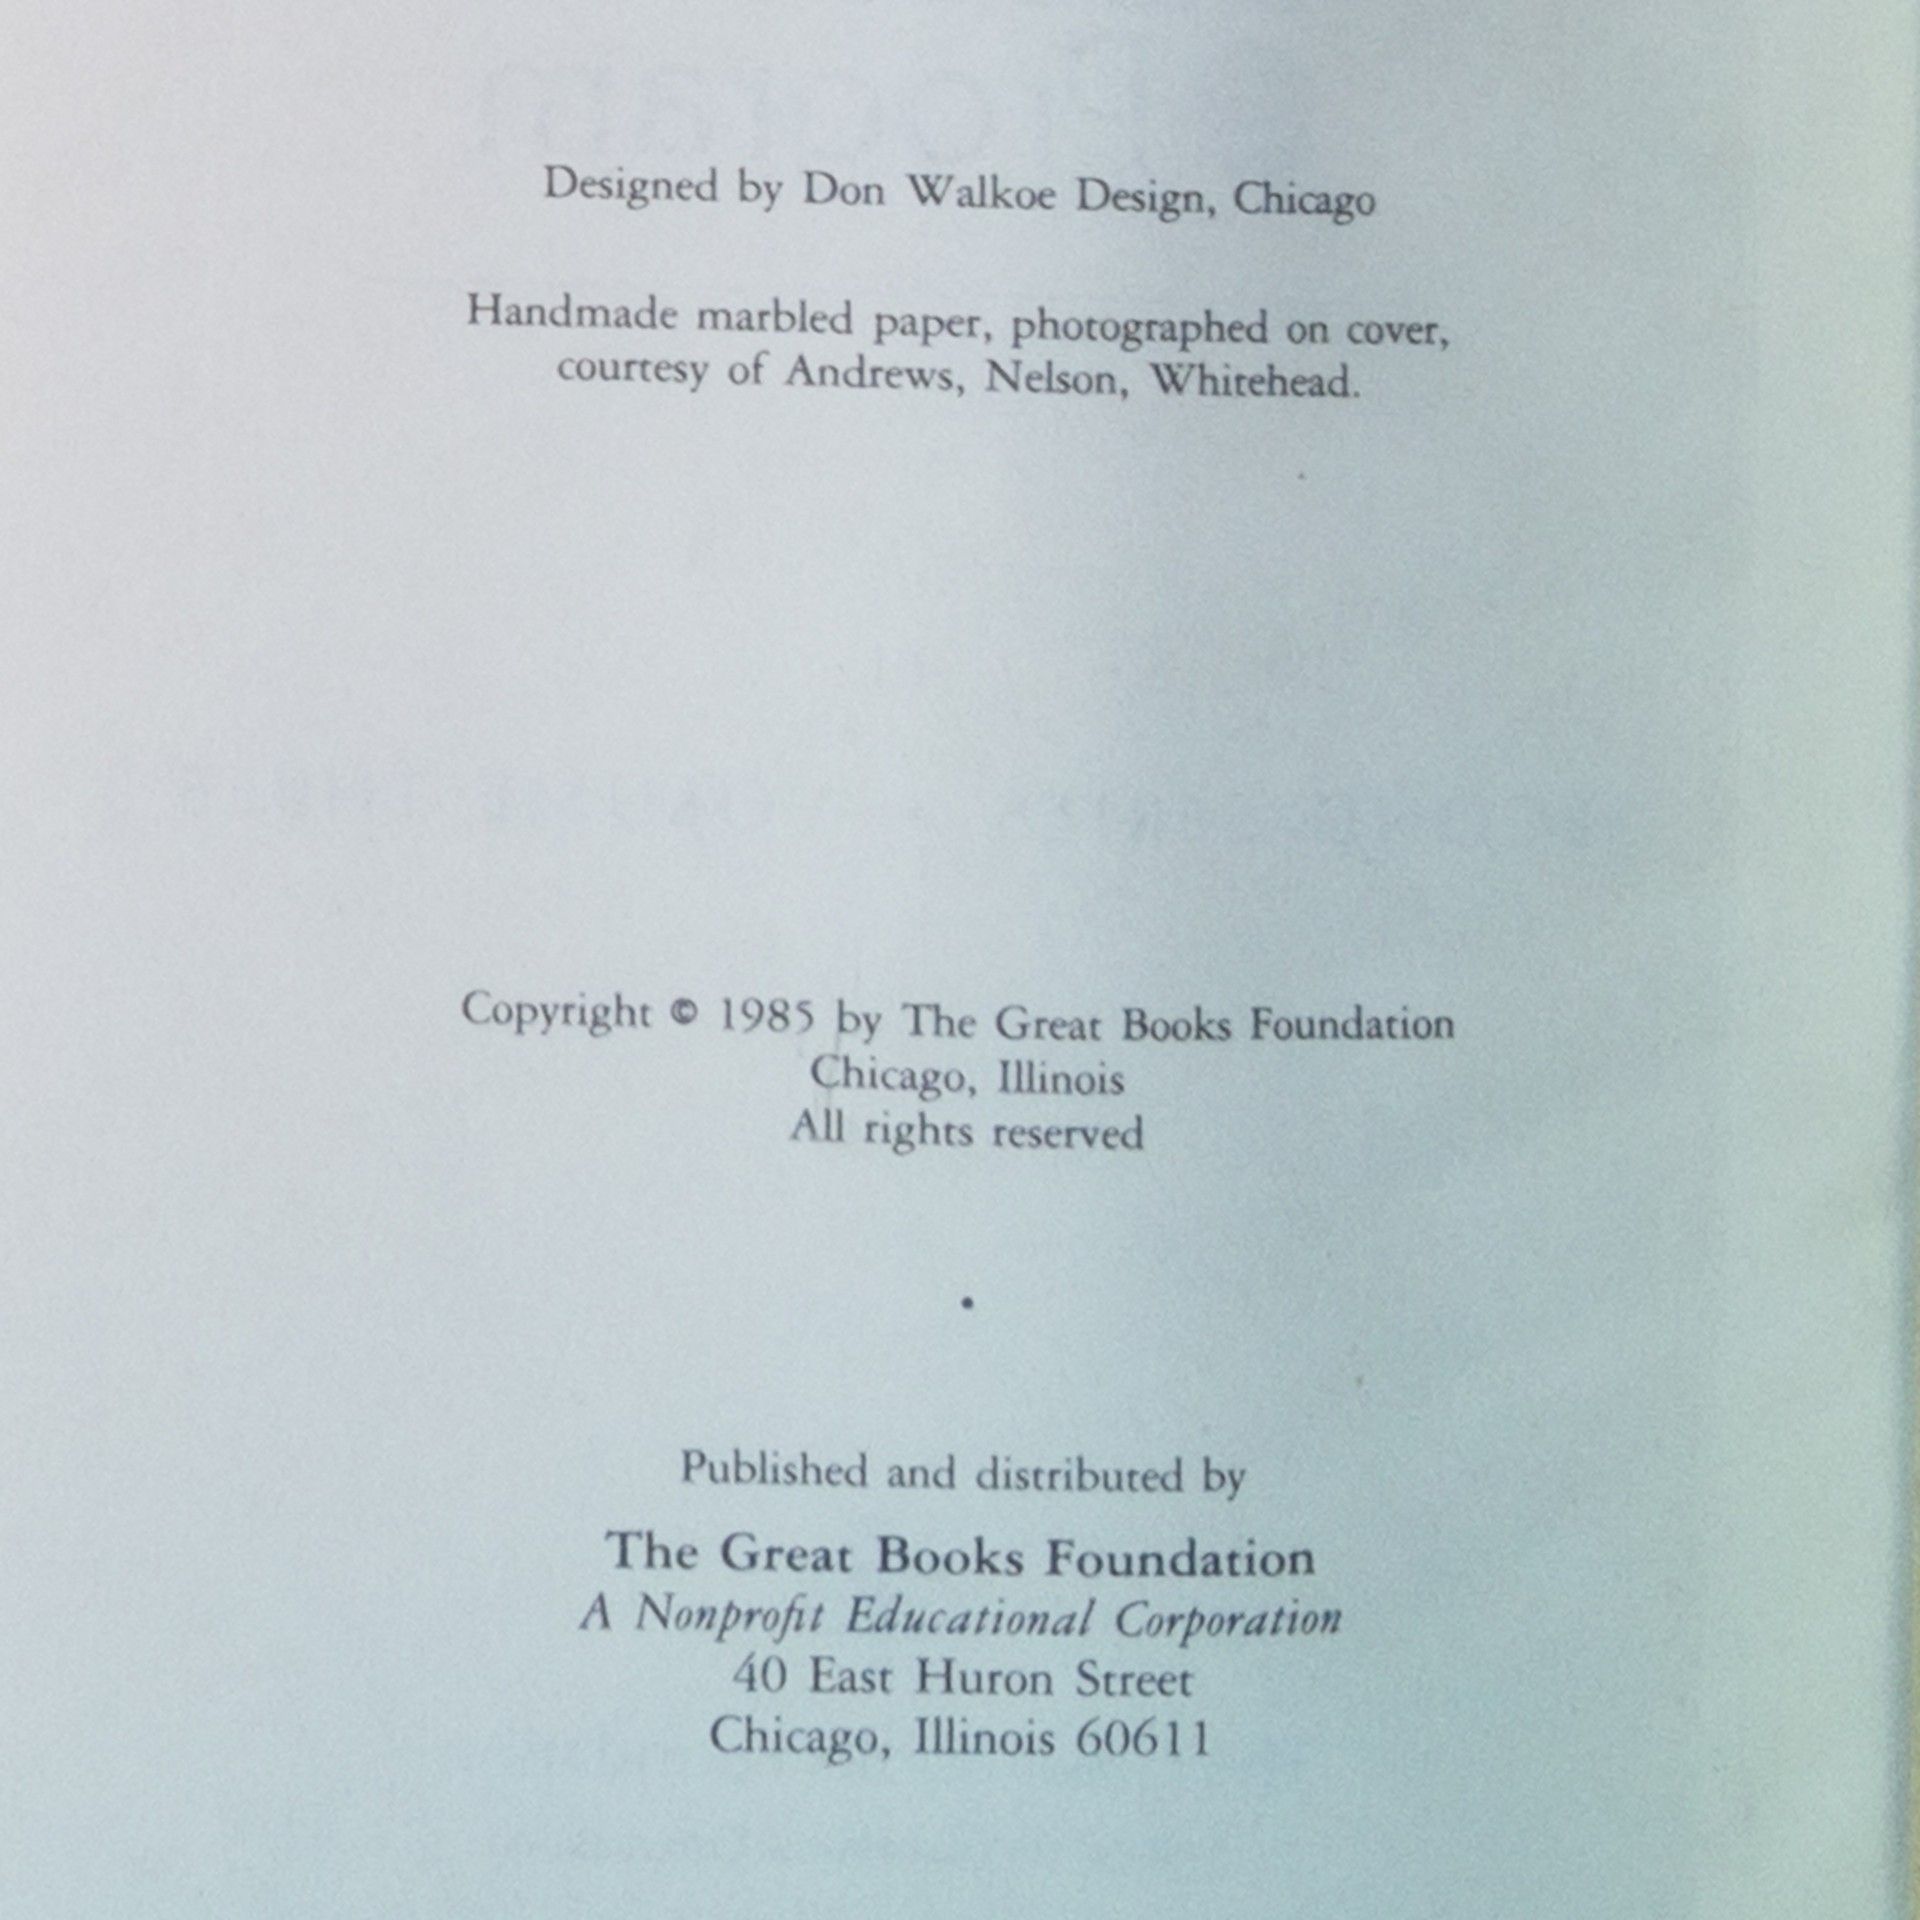 Designed by Don Walkoe Design, Chicago
Handmade marbled paper, photographed on cover,
courtesy of Andrews, Nelson, Whitehead.
Copyright © 1985 by The Great Books Foundation
Chicago, Illinois
All rights reserved
•
Published and distributed by
The Great Books Foundation
A Nonprofit Educational Corporation
40 East Huron Street
Chicago, Illinois 60611